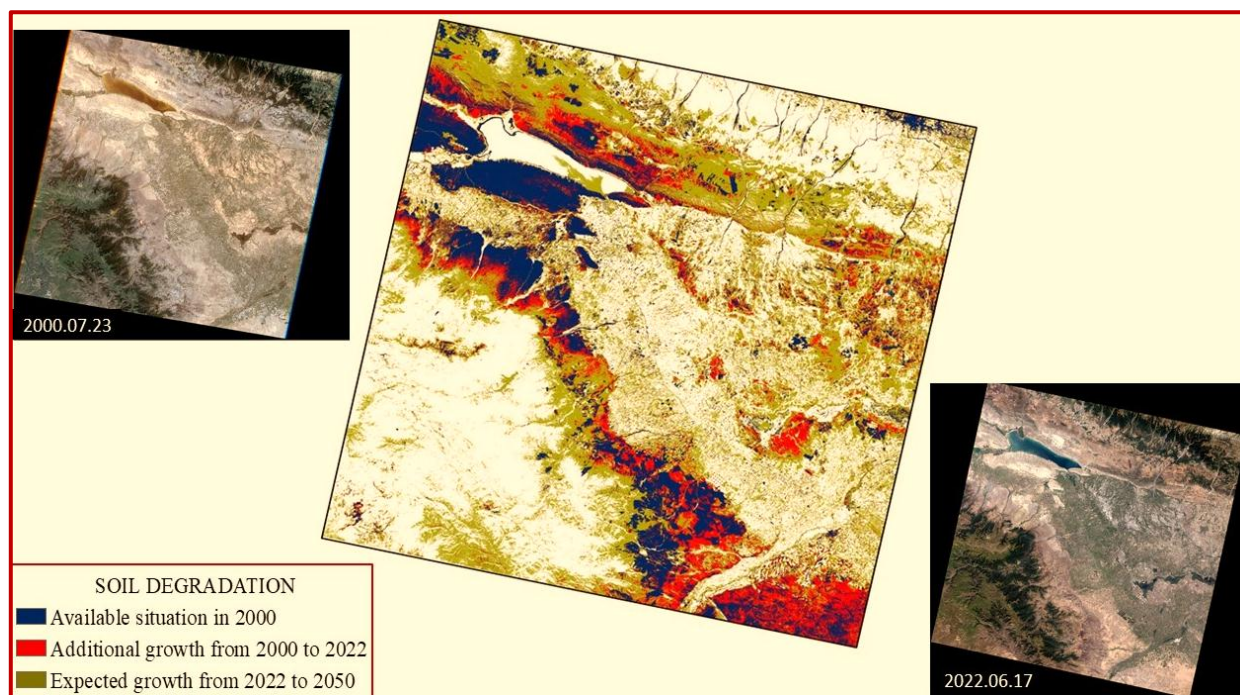 2000.07.23
SOIL DEGRADATION
Available situation in 2000
Additional growth from 2000 to 2022
Expected growth from 2022 to 2050
2022.06.17